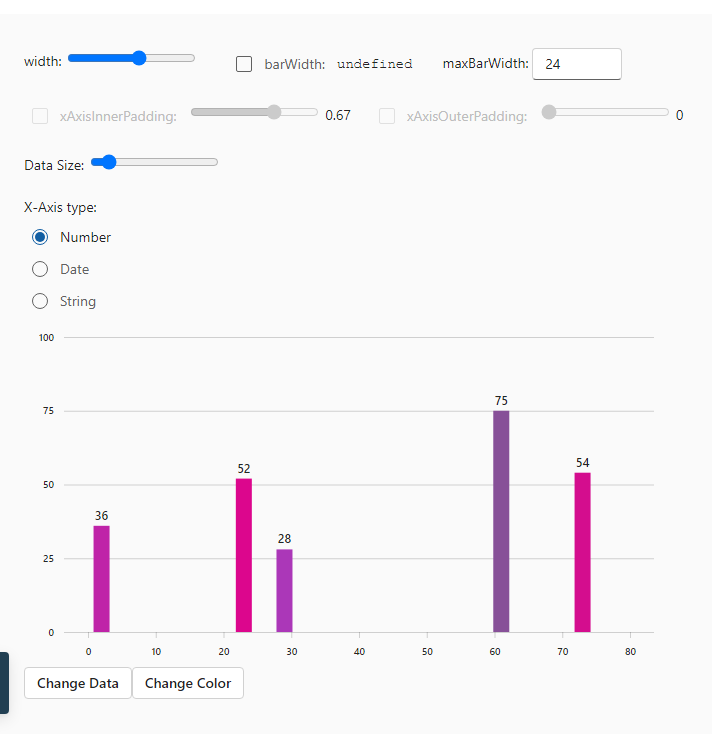 width: barWidth: undefined maxBarWidth: 24
xAxisInnerPadding: 0.67 xAxisOuterPadding: 0
Data Size:
X-Axis type:
Number
Date
String
100
75
75
54
52
50
36
28
25
0
0 10 20 30 40 50 60 70 80
Change Data Change Color